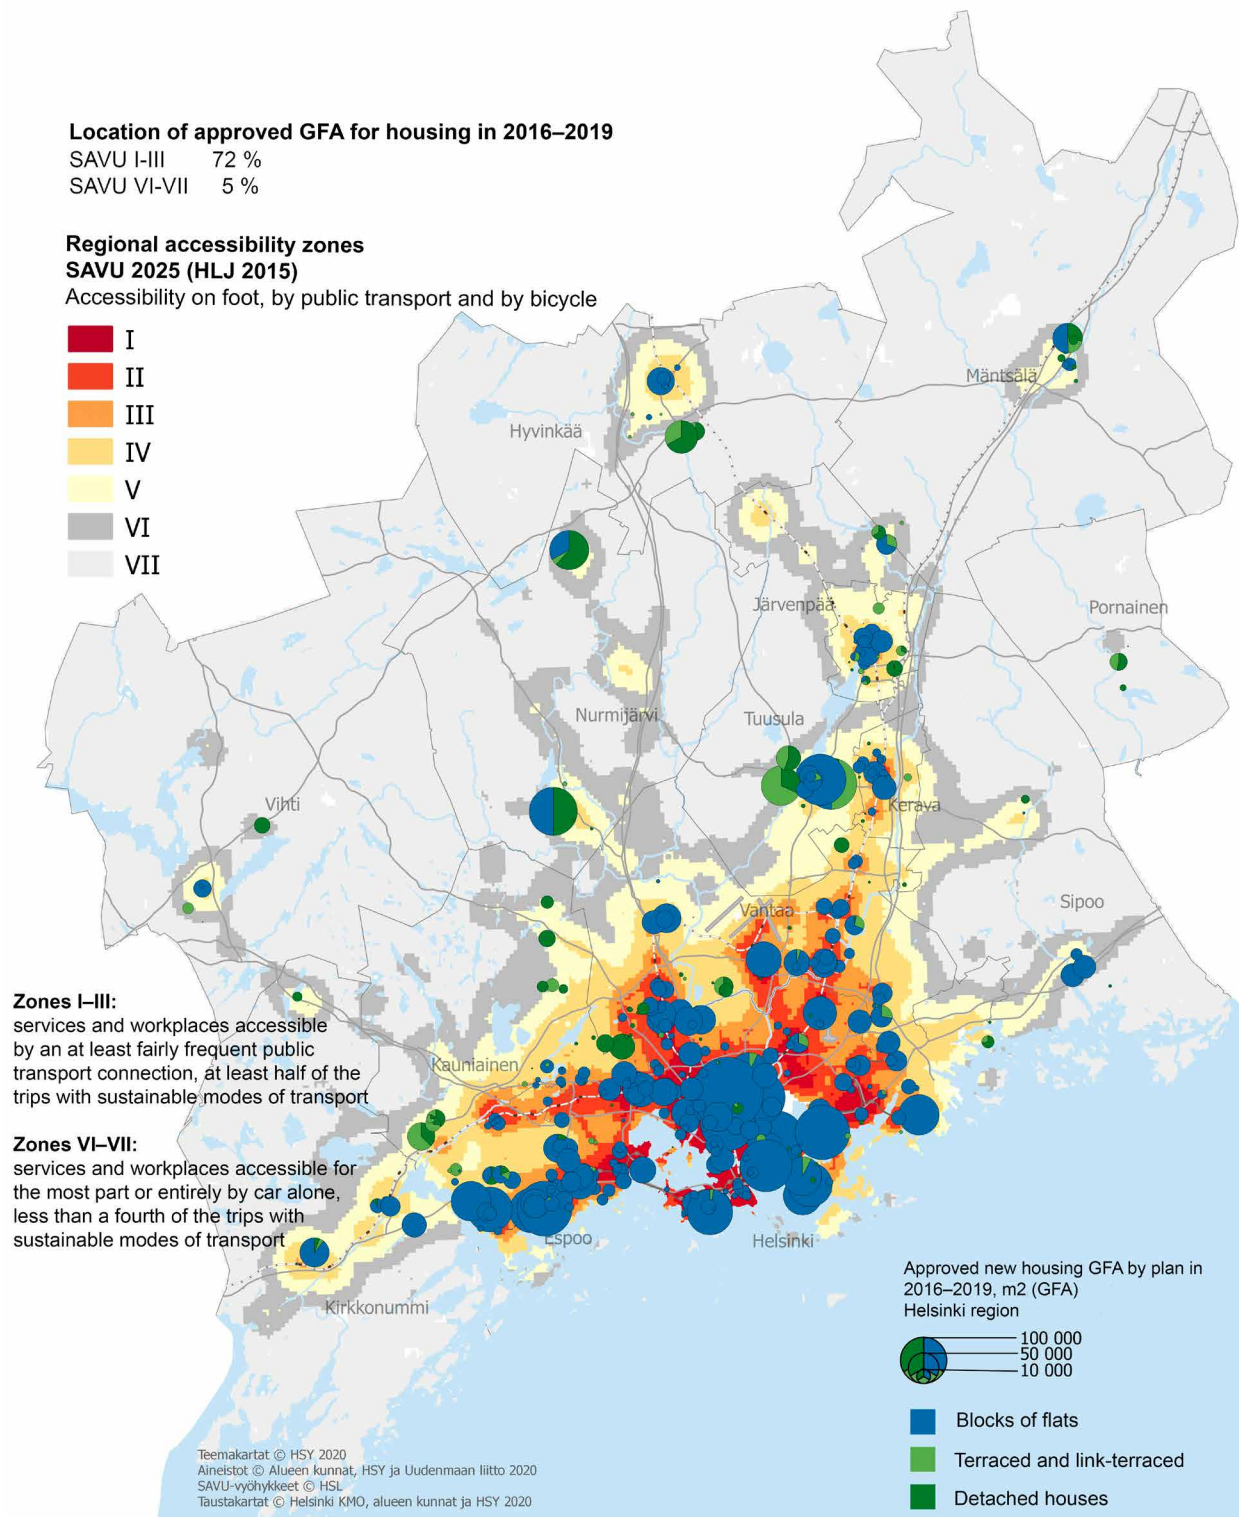 Location of approved GFA for housing in 2016–2019
SAVU I-III 72 %
SAVU VI-VII 5 %
Regional accessibility zones
SAVU 2025 (HLJ 2015)
Accessibility on foot, by public transport and by bicycle
I
II
III
IV
V
VI
VII
Mäntsälä
Hyvinkää
Järvenpää
Pornainen
Nurmijärvi
Tuusula
Vihti
Kerava
Sipoo
Vantaa
Zones I–III:
services and workplaces accessible
by an at least fairly frequent public
transport connection, at least half of the
trips with sustainable modes of transport
Kauniainen
Zones VI–VII:
services and workplaces accessible for
the most part or entirely by car alone,
less than a fourth of the trips with
sustainable modes of transport
Espoo
Helsinki
Kirkkonummi
Approved new housing GFA by plan in
2016–2019, m2 (GFA)
Helsinki region
100 000
50 000
10 000
Blocks of flats
Terraced and link-terraced
Detached houses
Teemakartat © HSY 2020
Aineistot © Alueen kunnat, HSY ja Uudenmaan liitto 2020
SAVU-vyöhykkeet © HSL
Taustakartat © Helsinki KMO, alueen kunnat ja HSY 2020